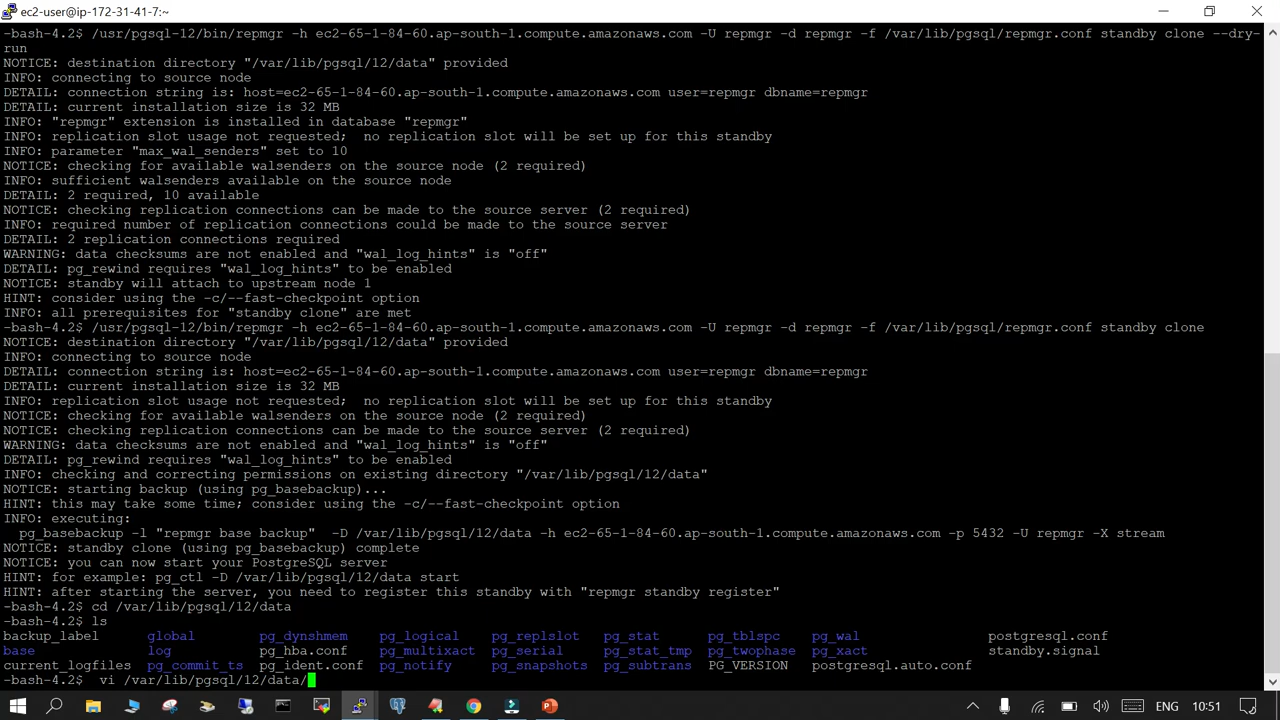 ec2-user@ip-172-31-41-7:~
-bash-4.2$ /usr/pgsql-12/bin/repmgr -h ec2-65-1-84-60.ap-south-1.compute.amazonaws.com -U repmgr -d repmgr -f /var/lib/pgsql/repmgr.conf standby clone --dry-
run
NOTICE: destination directory "/var/lib/pgsql/12/data" provided
INFO: connecting to source node
DETAIL: connection string is: host=ec2-65-1-84-60.ap-south-1.compute.amazonaws.com user=repmgr dbname=repmgr
DETAIL: current installation size is 32 MB
INFO: "repmgr" extension is installed in database "repmgr"
INFO: replication slot usage not requested;  no replication slot will be set up for this standby
INFO: parameter "max_wal_senders" set to 10
NOTICE: checking for available walsenders on the source node (2 required)
INFO: sufficient walsenders available on the source node
DETAIL: 2 required, 10 available
NOTICE: checking replication connections can be made to the source server (2 required)
INFO: required number of replication connections could be made to the source server
DETAIL: 2 replication connections required
WARNING: data checksums are not enabled and "wal_log_hints" is "off"
DETAIL: pg_rewind requires "wal_log_hints" to be enabled
NOTICE: standby will attach to upstream node 1
HINT: consider using the -c/--fast-checkpoint option
INFO: all prerequisites for "standby clone" are met
-bash-4.2$ /usr/pgsql-12/bin/repmgr -h ec2-65-1-84-60.ap-south-1.compute.amazonaws.com -U repmgr -d repmgr -f /var/lib/pgsql/repmgr.conf standby clone
NOTICE: destination directory "/var/lib/pgsql/12/data" provided
INFO: connecting to source node
DETAIL: connection string is: host=ec2-65-1-84-60.ap-south-1.compute.amazonaws.com user=repmgr dbname=repmgr
DETAIL: current installation size is 32 MB
INFO: replication slot usage not requested;  no replication slot will be set up for this standby
NOTICE: checking for available walsenders on the source node (2 required)
NOTICE: checking replication connections can be made to the source server (2 required)
WARNING: data checksums are not enabled and "wal_log_hints" is "off"
DETAIL: pg_rewind requires "wal_log_hints" to be enabled
INFO: checking and correcting permissions on existing directory "/var/lib/pgsql/12/data"
NOTICE: starting backup (using pg_basebackup)...
HINT: this may take some time; consider using the -c/--fast-checkpoint option
INFO: executing:
  pg_basebackup -l "repmgr base backup"  -D /var/lib/pgsql/12/data -h ec2-65-1-84-60.ap-south-1.compute.amazonaws.com -p 5432 -U repmgr -X stream
NOTICE: standby clone (using pg_basebackup) complete
NOTICE: you can now start your PostgreSQL server
HINT: for example: pg_ctl -D /var/lib/pgsql/12/data start
HINT: after starting the server, you need to register this standby with "repmgr standby register"
-bash-4.2$ cd /var/lib/pgsql/12/data
-bash-4.2$ ls
backup_label global pg_dynshmem pg_logical pg_replslot pg_stat pg_tblspc pg_wal postgresql.conf
base log pg_hba.conf pg_multixact pg_serial pg_stat_tmp pg_twophase pg_xact standby.signal
current_logfiles pg_commit_ts pg_ident.conf pg_notify pg_snapshots pg_subtrans PG_VERSION postgresql.auto.conf
-bash-4.2$  vi /var/lib/pgsql/12/data/
ENG 10:51